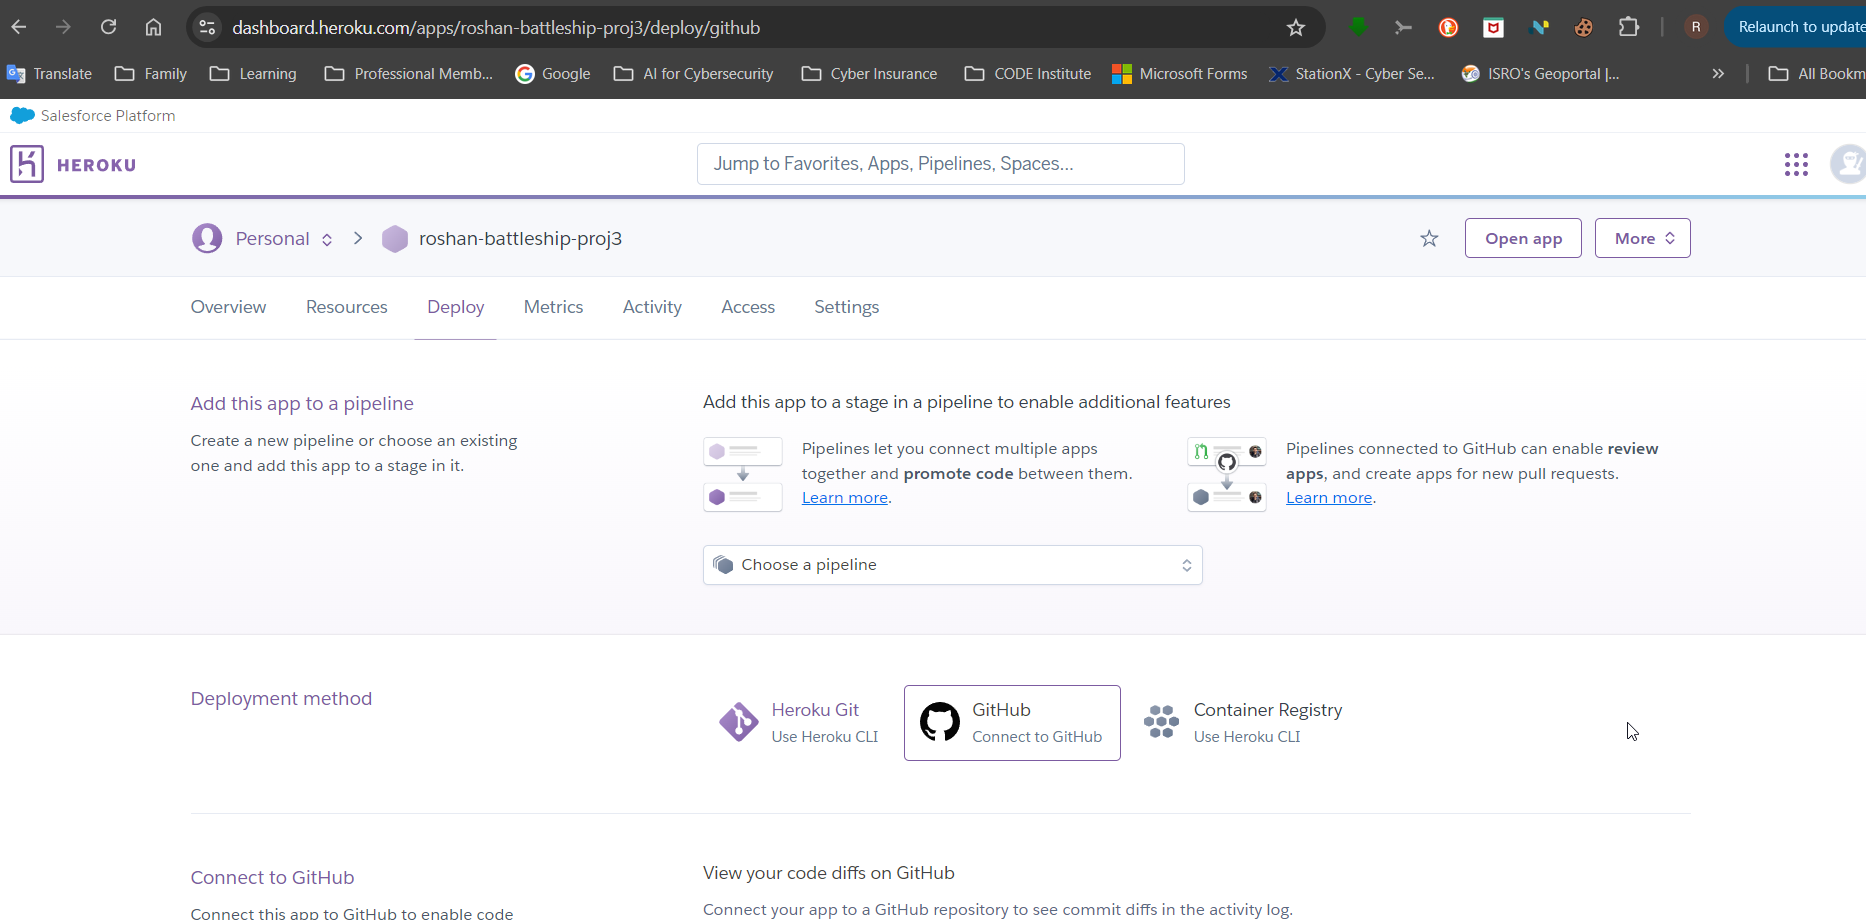 dashboard.heroku.com/apps/roshan-battleship-proj3/deploy/github
R
Relaunch to update
Translate
Family
Learning
Professional Memb...
Google
AI for Cybersecurity
Cyber Insurance
CODE Institute
Microsoft Forms
StationX - Cyber Se...
ISRO's Geoportal |...
All Bookm
Salesforce Platform
HEROKU
Jump to Favorites, Apps, Pipelines, Spaces...
Personal
roshan-battleship-proj3
Open app
More
Overview
Resources
Deploy
Metrics
Activity
Access
Settings
Add this app to a pipeline
Create a new pipeline or choose an existing
one and add this app to a stage in it.
Add this app to a stage in a pipeline to enable additional features
Pipelines let you connect multiple apps
together and promote code between them.
Learn more.
Pipelines connected to GitHub can enable review
apps, and create apps for new pull requests.
Learn more.
Choose a pipeline
Deployment method
Heroku Git
Use Heroku CLI
GitHub
Connect to GitHub
Container Registry
Use Heroku CLI
Connect to GitHub
Connect this app to GitHub to enable code
View your code diffs on GitHub
Connect your app to a GitHub repository to see commit diffs in the activity log.